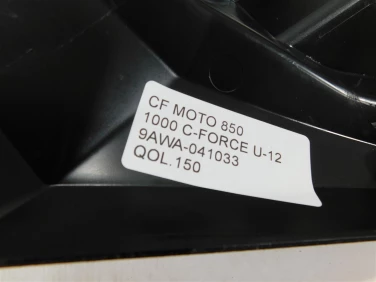 CF MOTO 850
1000 C-FORCE U-12
9AWA-041033
QOL.150